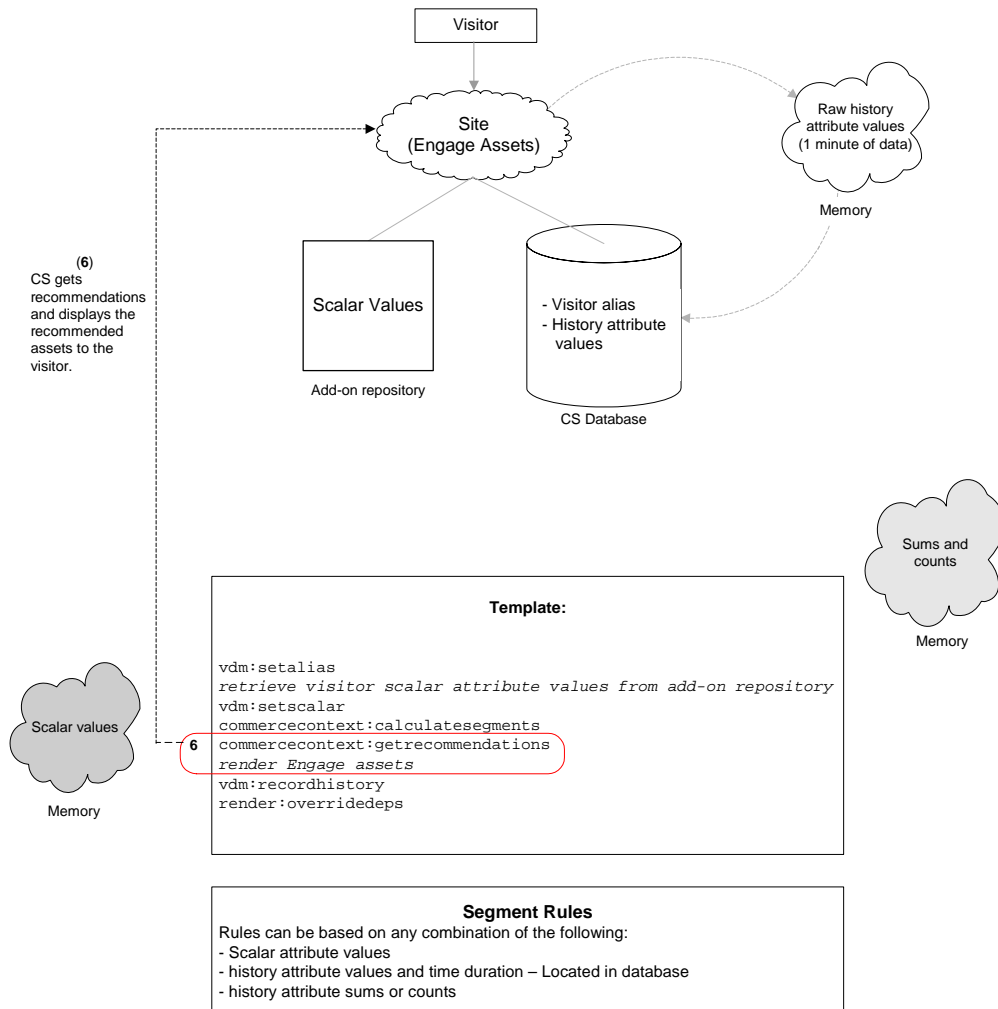 Visitor
Site
(Engage Assets)
Raw history
attribute values
(1 minute of data)
Memory
(6)
CS gets
recommendations
and displays the
recommended
assets to the
visitor.
Scalar Values
Add-on repository
- Visitor alias
- History attribute
values
CS Database
Sums and
counts
Memory
Template:
vdm:setalias
retrieve visitor scalar attribute values from add-on repository
vdm:setscalar
commercecontext:calculatesegments
6 commercecontext:getrecommendations
render Engage assets
vdm:recordhistory
render:overridedeps
Scalar values
Memory
Segment Rules
Rules can be based on any combination of the following:
- Scalar attribute values
- history attribute values and time duration – Located in database
- history attribute sums or counts